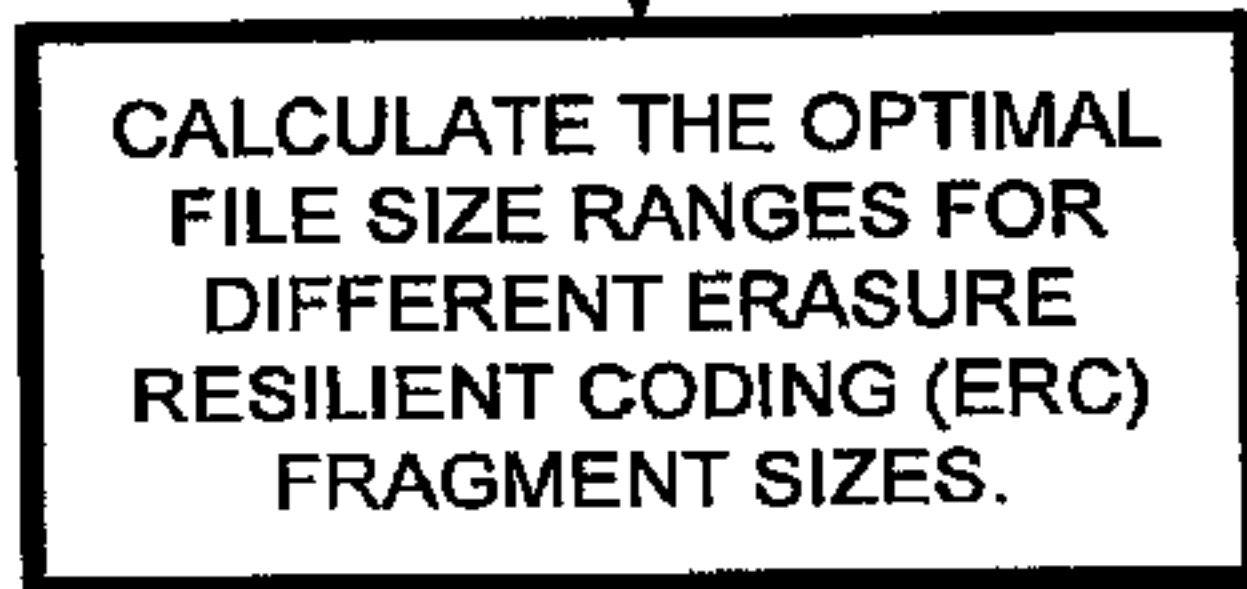 CALCULATE THE OPTIMAL
FILE SIZE RANGES FOR
DIFFERENT ERASURE
RESILIENT CODING (ERC)
FRAGMENT SIZES.